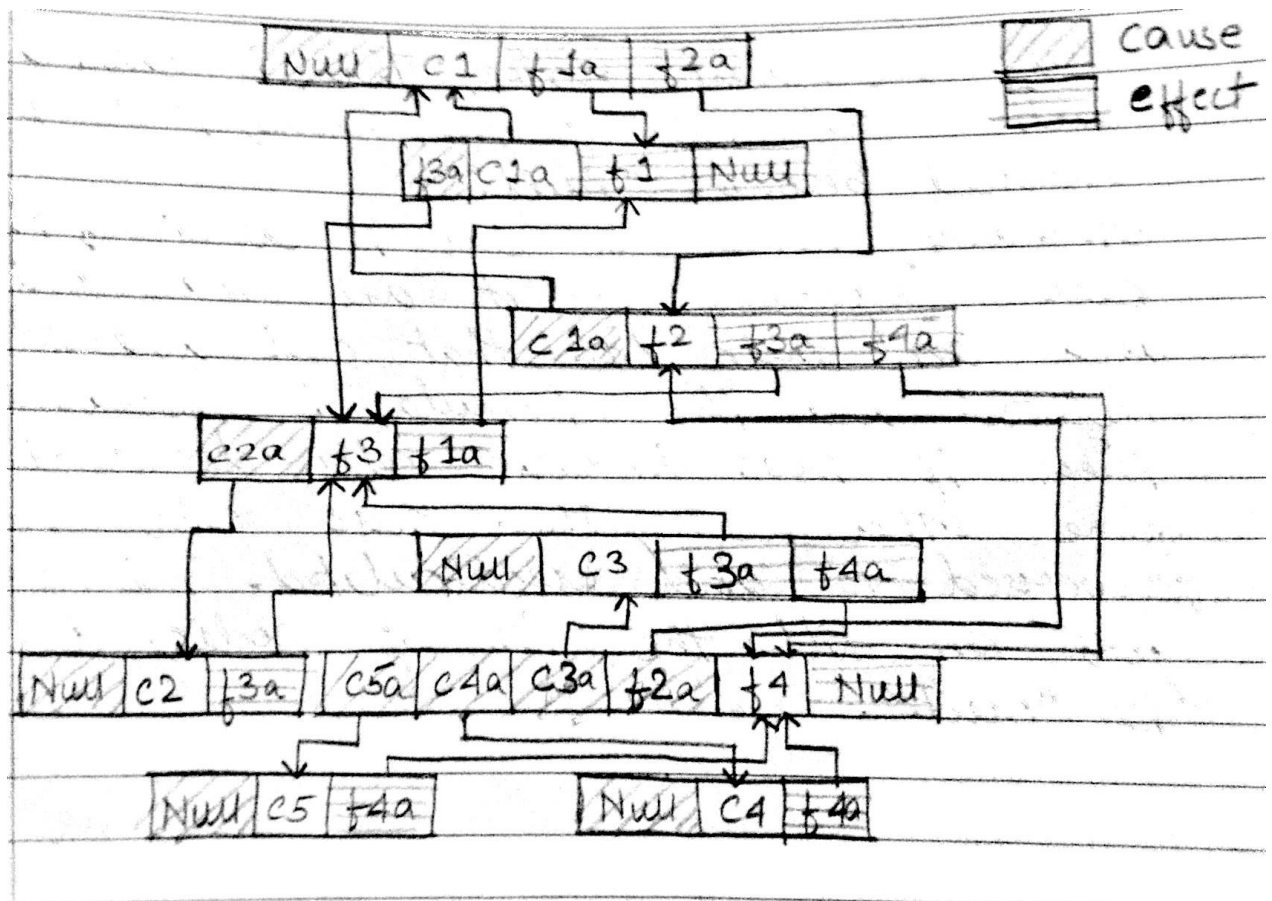 Null c1 f1a f2a
cause
effect
f3a c1a f1 Null
c1a f2 f3a f4a
c2a f3 f1a
Null c3 f3a f4a
Null c2 f3a c5a c4a c3a f2a f4 Null
Null c5 f4a Null c4 f4a